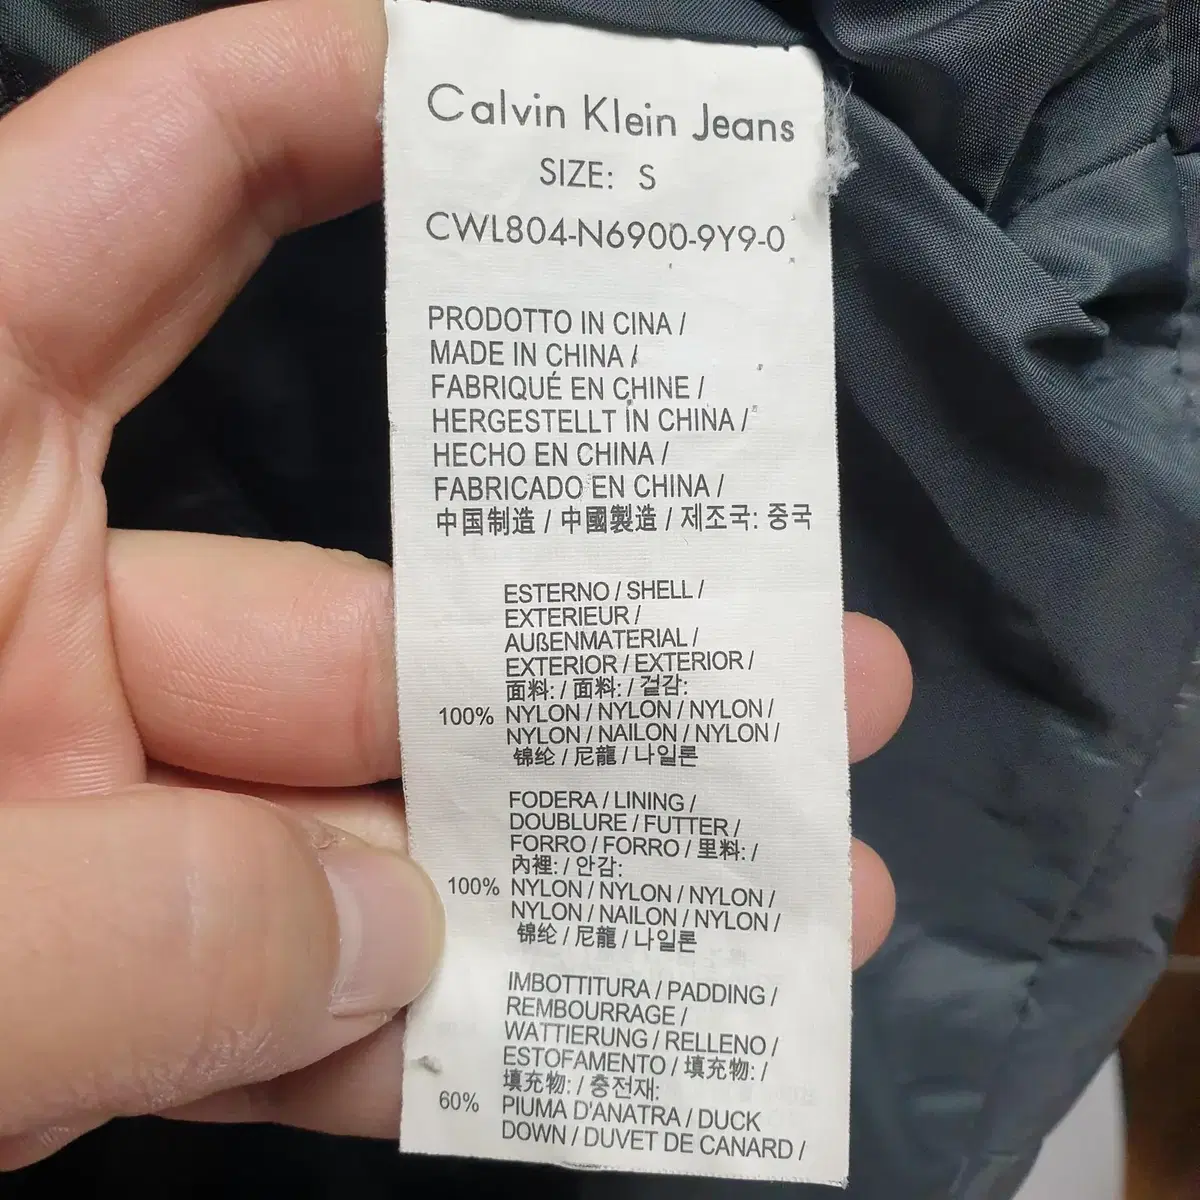 Calvin Klein Jeans
SIZE: S
CWL804-N6900-9Y9-0
PRODOTTO IN CINA /
MADE IN CHINA /
FABRIQUÉ EN CHINE /
HERGESTELLT IN CHINA /
HECHO EN CHINA /
FABRICADO EN CHINA /
中国制造 / 中國製造 / 제조국: 중국
ESTERNO / SHELL /
EXTERIEUR /
AUßENMATERIAL /
EXTERIOR / EXTERIOR /
面料: / 面料: / 겉감:
100% NYLON / NYLON / NYLON /
NYLON / NAILON / NYLON /
锦纶 / 尼龍 / 나일론
FODERA / LINING /
DOUBLURE / FUTTER /
FORRO / FORRO / 里料: /
內裡: / 안감:
100% NYLON / NYLON / NYLON /
NYLON / NAILON / NYLON /
锦纶 / 尼龍 / 나일론
IMBOTTITURA / PADDING /
REMBOURRAGE /
WATTIERUNG / RELLENO /
ESTOFAMENTO / 填充物: /
填充物: / 충전재:
60% PIUMA D'ANATRA / DUCK
DOWN / DUVET DE CANARD /